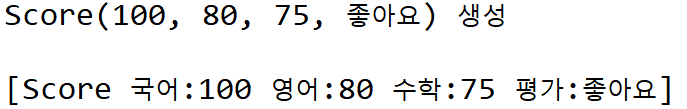 Score(100, 80, 75, 좋아요) 생성
[Score 국어:100 영어:80 수학:75 평가:좋아요]